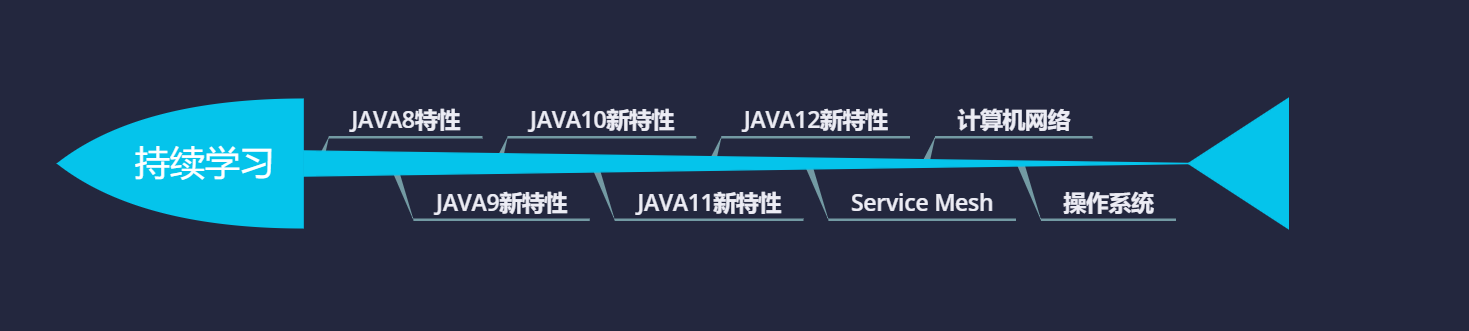 持续学习
JAVA8特性
JAVA10新特性
JAVA12新特性
计算机网络
JAVA9新特性
JAVA11新特性
Service Mesh
操作系统